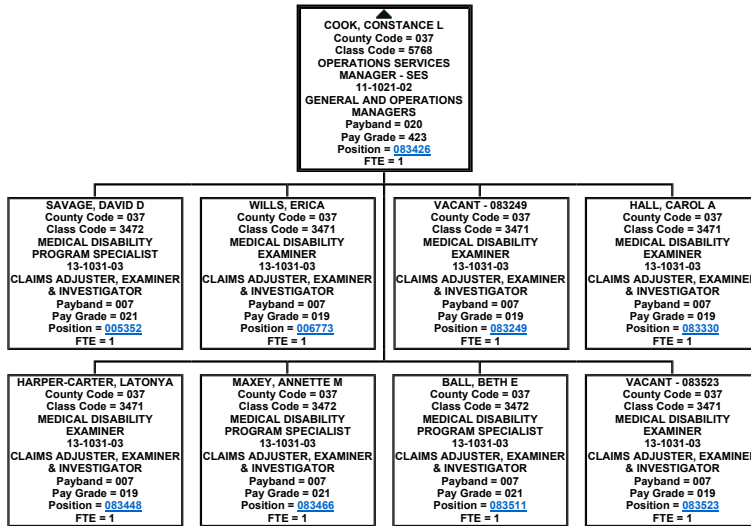 COOK, CONSTANCE L
County Code = 037
Class Code = 5768
OPERATIONS SERVICES
MANAGER - SES
11-1021-02
GENERAL AND OPERATIONS
MANAGERS
Payband = 020
Pay Grade = 423
Position = 083426
FTE = 1
SAVAGE, DAVID D
County Code = 037
Class Code = 3472
MEDICAL DISABILITY
PROGRAM SPECIALIST
13-1031-03
CLAIMS ADJUSTER, EXAMINER
& INVESTIGATOR
Payband = 007
Pay Grade = 021
Position = 005352
FTE = 1
WILLS, ERICA
County Code = 037
Class Code = 3471
MEDICAL DISABILITY
EXAMINER
13-1031-03
CLAIMS ADJUSTER, EXAMINER
& INVESTIGATOR
Payband = 007
Pay Grade = 019
Position = 006773
FTE = 1
VACANT - 083249
County Code = 037
Class Code = 3471
MEDICAL DISABILITY
EXAMINER
13-1031-03
CLAIMS ADJUSTER, EXAMINER
& INVESTIGATOR
Payband = 007
Pay Grade = 019
Position = 083249
FTE = 1
HALL, CAROL A
County Code = 037
Class Code = 3471
MEDICAL DISABILITY
EXAMINER
13-1031-03
CLAIMS ADJUSTER, EXAMINER
& INVESTIGATOR
Payband = 007
Pay Grade = 019
Position = 083330
FTE = 1
HARPER-CARTER, LATONYA
County Code = 037
Class Code = 3471
MEDICAL DISABILITY
EXAMINER
13-1031-03
CLAIMS ADJUSTER, EXAMINER
& INVESTIGATOR
Payband = 007
Pay Grade = 019
Position = 083448
FTE = 1
MAXEY, ANNETTE M
County Code = 037
Class Code = 3472
MEDICAL DISABILITY
PROGRAM SPECIALIST
13-1031-03
CLAIMS ADJUSTER, EXAMINER
& INVESTIGATOR
Payband = 007
Pay Grade = 021
Position = 083466
FTE = 1
BALL, BETH E
County Code = 037
Class Code = 3472
MEDICAL DISABILITY
PROGRAM SPECIALIST
13-1031-03
CLAIMS ADJUSTER, EXAMINER
& INVESTIGATOR
Payband = 007
Pay Grade = 021
Position = 083511
FTE = 1
VACANT - 083523
County Code = 037
Class Code = 3471
MEDICAL DISABILITY
EXAMINER
13-1031-03
CLAIMS ADJUSTER, EXAMINER
& INVESTIGATOR
Payband = 007
Pay Grade = 019
Position = 083523
FTE = 1